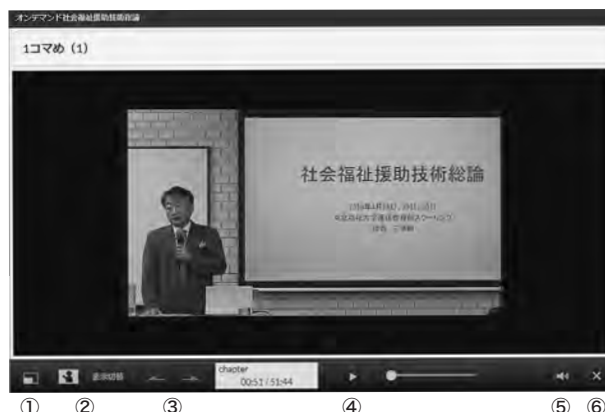 オンデマンド社会福祉援助技術総論
1コマめ（1）
社会福祉援助技術総論
表示切替
chapter
00:51 / 51:44
① ② ③ ④ ⑤ ⑥